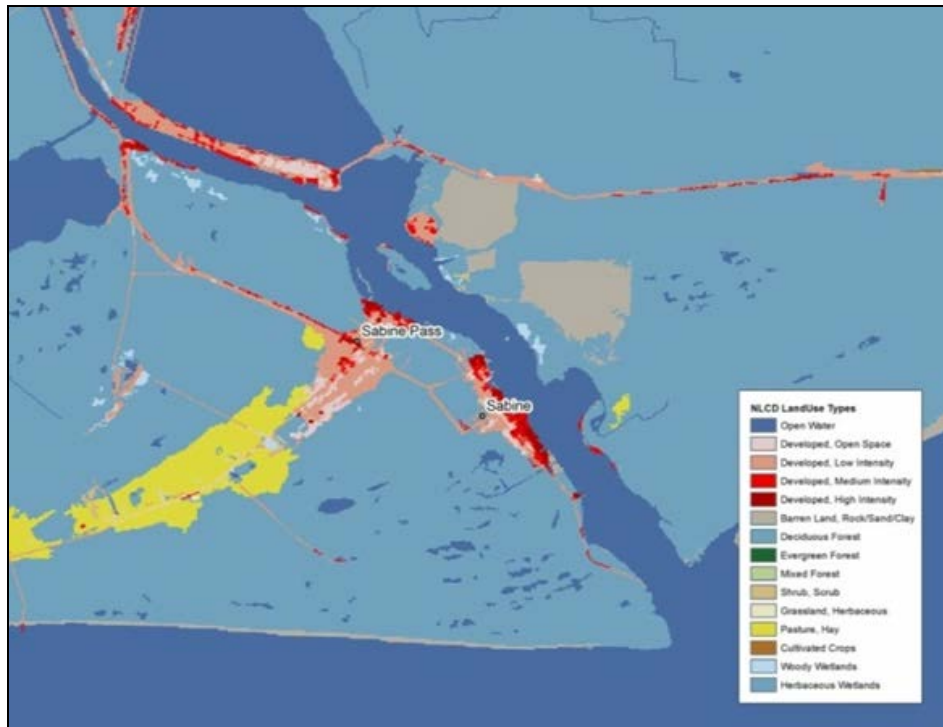 Sabine Pass
Sabine
NLCD LandUse Types
Open Water
Developed, Open Space
Developed, Low Intensity
Developed, Medium Intensity
Developed, High Intensity
Barren Land, Rock/Sand/Clay
Deciduous Forest
Evergreen Forest
Mixed Forest
Shrub, Scrub
Grassland, Herbaceous
Pasture, Hay
Cultivated Crops
Woody Wetlands
Herbaceous Wetlands